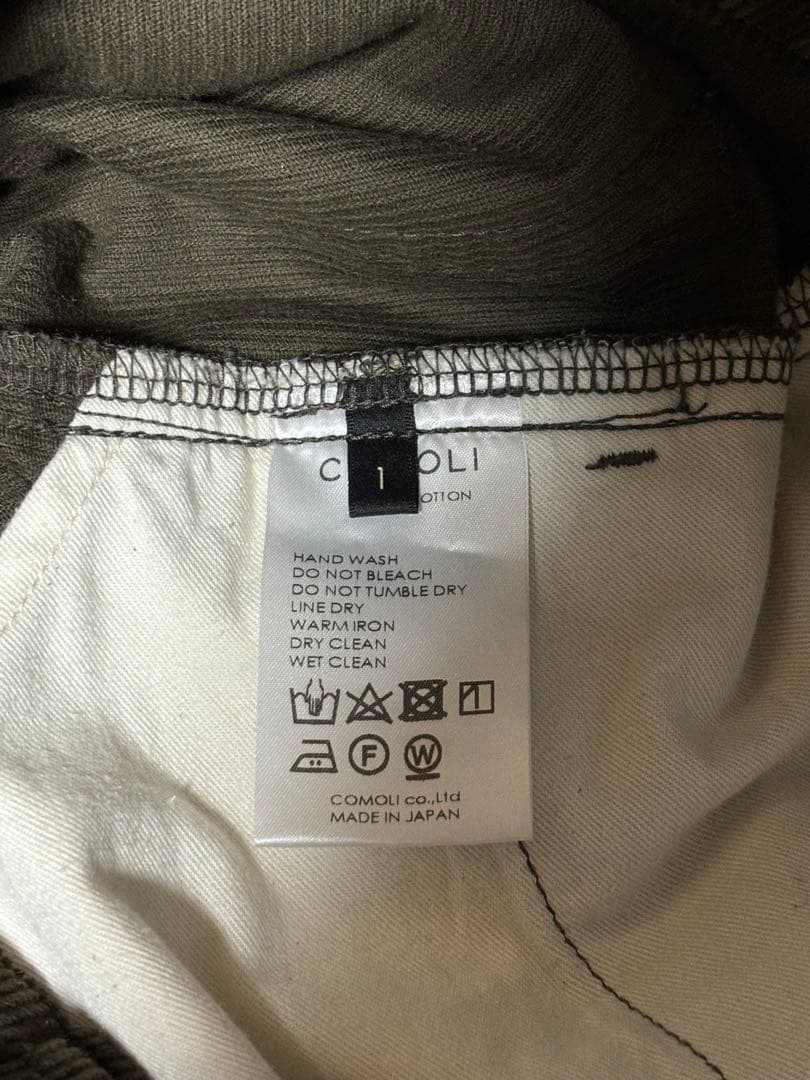 1
HAND WASH
DO NOT BLEACH
DO NOT TUMBLE DRY
LINE DRY
WARM IRON
DRY CLEAN
WET CLEAN
F
W
COMOLI co.,Ltd
MADE IN JAPAN